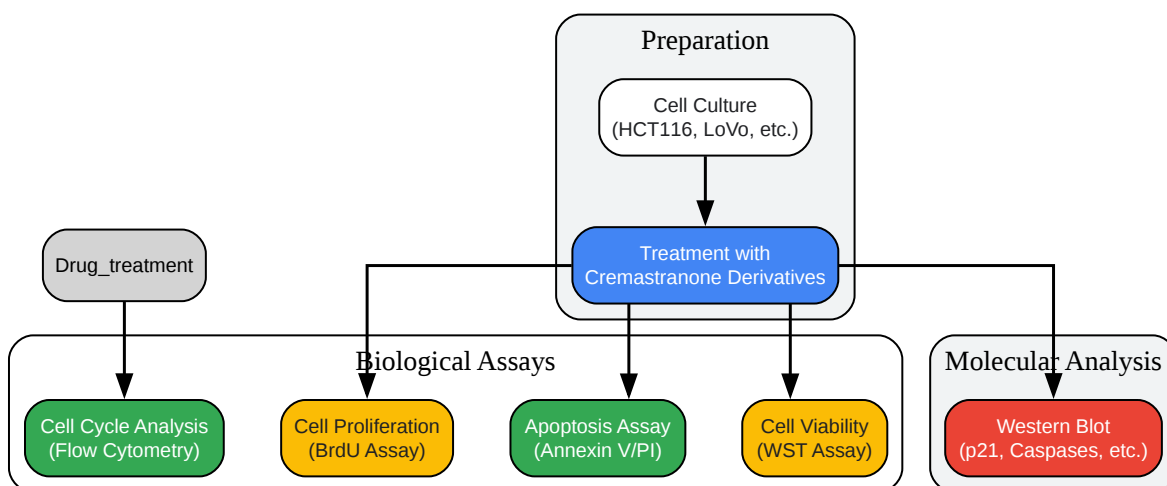 Preparation
Cell Culture
(HCT116, LoVo, etc.)
Treatment with
Cremastranone Derivatives
Drug_treatment
Biological Assays
Molecular Analysis
Cell Cycle Analysis
(Flow Cytometry)
Cell Proliferation
(BrdU Assay)
Apoptosis Assay
(Annexin V/PI)
Cell Viability
(WST Assay)
Western Blot
(p21, Caspases, etc.)